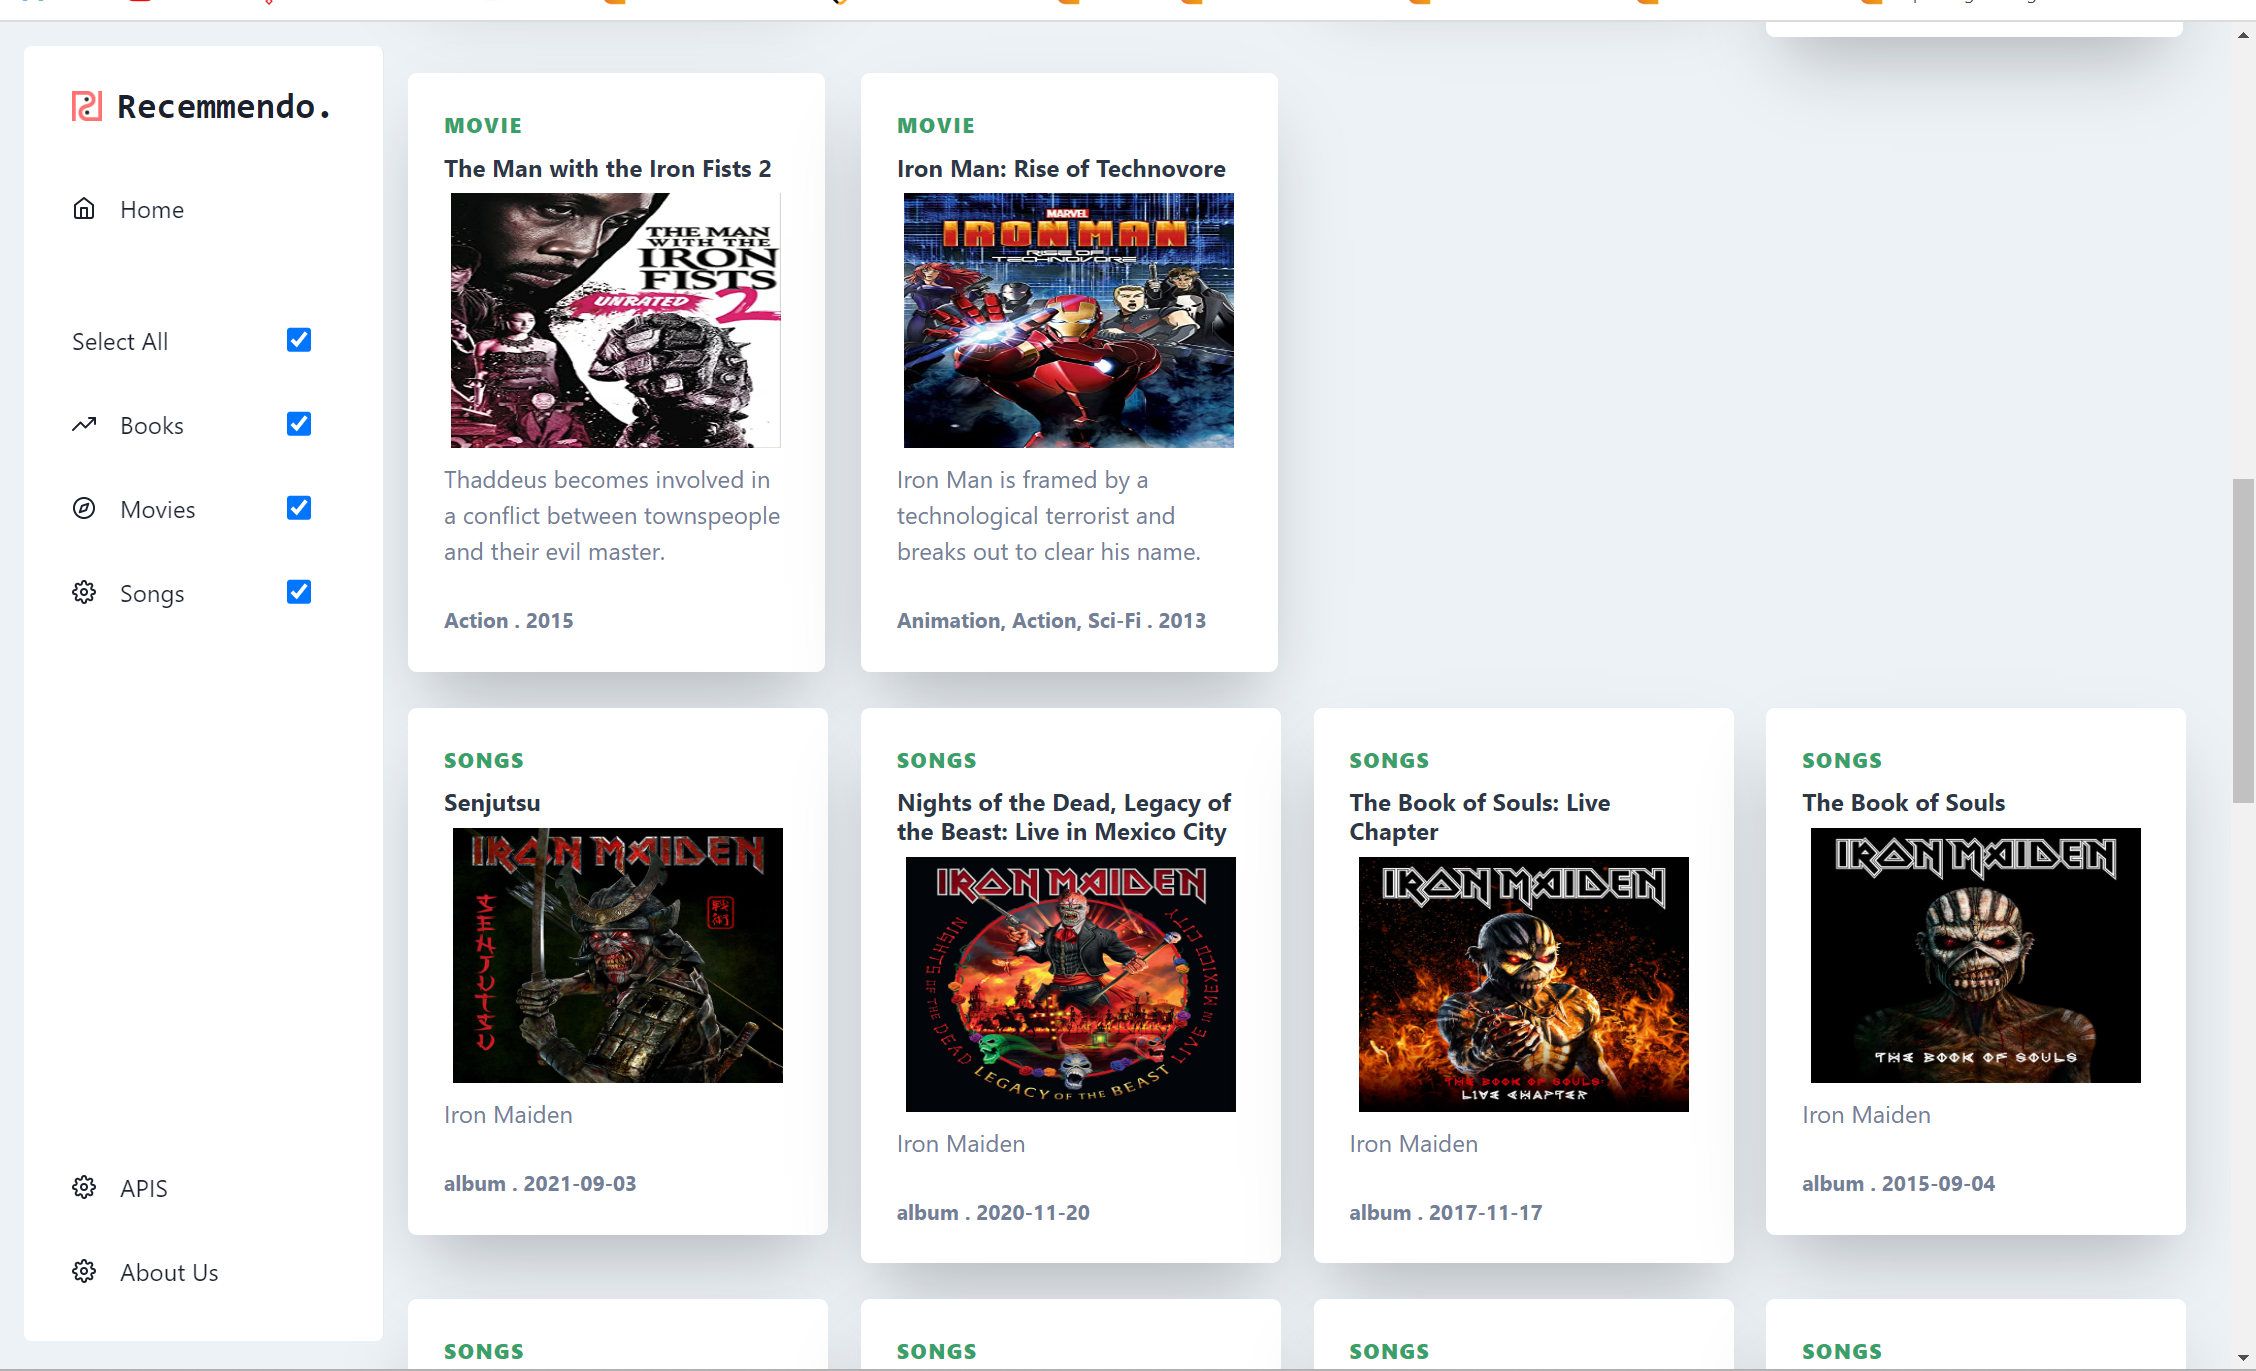 Recemmendo.
Home
Select All
Books
Movies
Songs
APIS
About Us
MOVIE
The Man with the Iron Fists 2
THE MAN
WITH THE
IRON
FISTS
UNRATED
2
Thaddeus becomes involved in
a conflict between townspeople
and their evil master.
Action . 2015
MOVIE
Iron Man: Rise of Technovore
MARVEL
IRON MAN
RISE OF
TECHNOVORE
Iron Man is framed by a
technological terrorist and
breaks out to clear his name.
Animation, Action, Sci-Fi . 2013
SONGS
Senjutsu
IRON MAIDEN
SENJUTSU
戦術
Iron Maiden
album . 2021-09-03
SONGS
Nights of the Dead, Legacy of
the Beast: Live in Mexico City
IRON MAIDEN
NIGHTS OF THE DEAD
LEGACY OF THE BEAST
LIVE IN MEXICO CITY
Iron Maiden
album . 2020-11-20
SONGS
The Book of Souls: Live
Chapter
IRON MAIDEN
THE BOOK OF SOULS:
LIVE CHAPTER
Iron Maiden
album . 2017-11-17
SONGS
The Book of Souls
IRON MAIDEN
THE BOOK OF SOULS
Iron Maiden
album . 2015-09-04
SONGS
SONGS
SONGS
SONGS